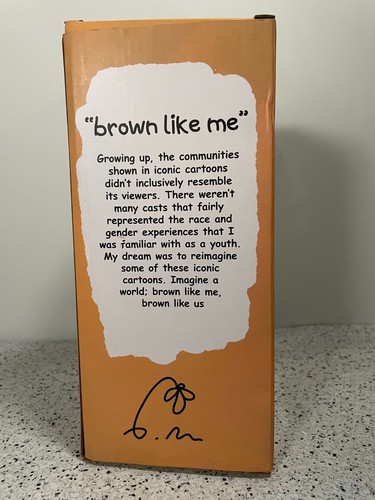 "brown like me"
Growing up, the communities
shown in iconic cartoons
didn't inclusively resemble
its viewers. There weren't
many casts that fairly
represented the race and
gender experiences that I
was familiar with as a youth.
My dream was to reimagine
some of these iconic
cartoons. Imagine a
world; brown like me,
brown like us